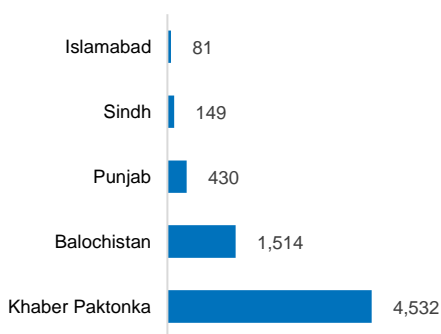 Islamabad 81
Sindh 149
Punjab 430
Balochistan 1,514
Khaber Paktonka 4,532